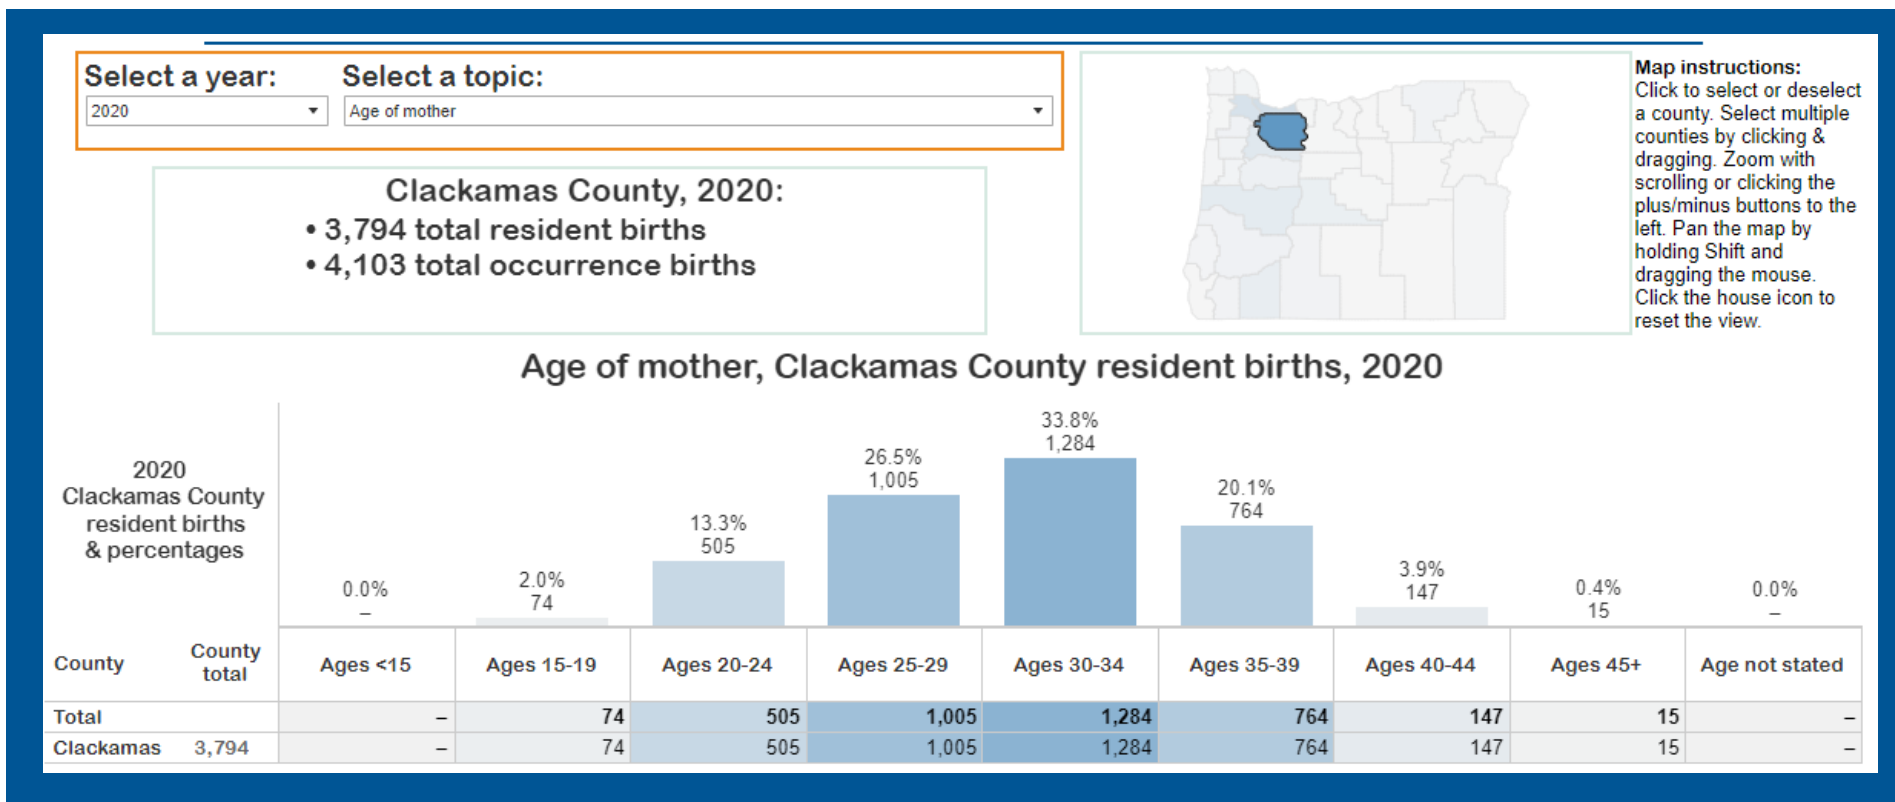 Select a year:
Select a topic:
2020
Age of mother
Clackamas County, 2020:
• 3,794 total resident births
• 4,103 total occurrence births
Map instructions:
Click to select or deselect
a county. Select multiple
counties by clicking &
dragging. Zoom with
scrolling or clicking the
plus/minus buttons to the
left. Pan the map by
holding Shift and
dragging the mouse.
Click the house icon to
reset the view.
Age of mother, Clackamas County resident births, 2020
2020
Clackamas County
resident births
& percentages
0.0%
–
2.0%
74
13.3%
505
26.5%
1,005
33.8%
1,284
20.1%
764
3.9%
147
0.4%
15
0.0%
–
County County total Ages <15 Ages 15-19 Ages 20-24 Ages 25-29 Ages 30-34 Ages 35-39 Ages 40-44 Ages 45+ Age not stated
Total – 74 505 1,005 1,284 764 147 15 –
Clackamas 3,794 – 74 505 1,005 1,284 764 147 15 –